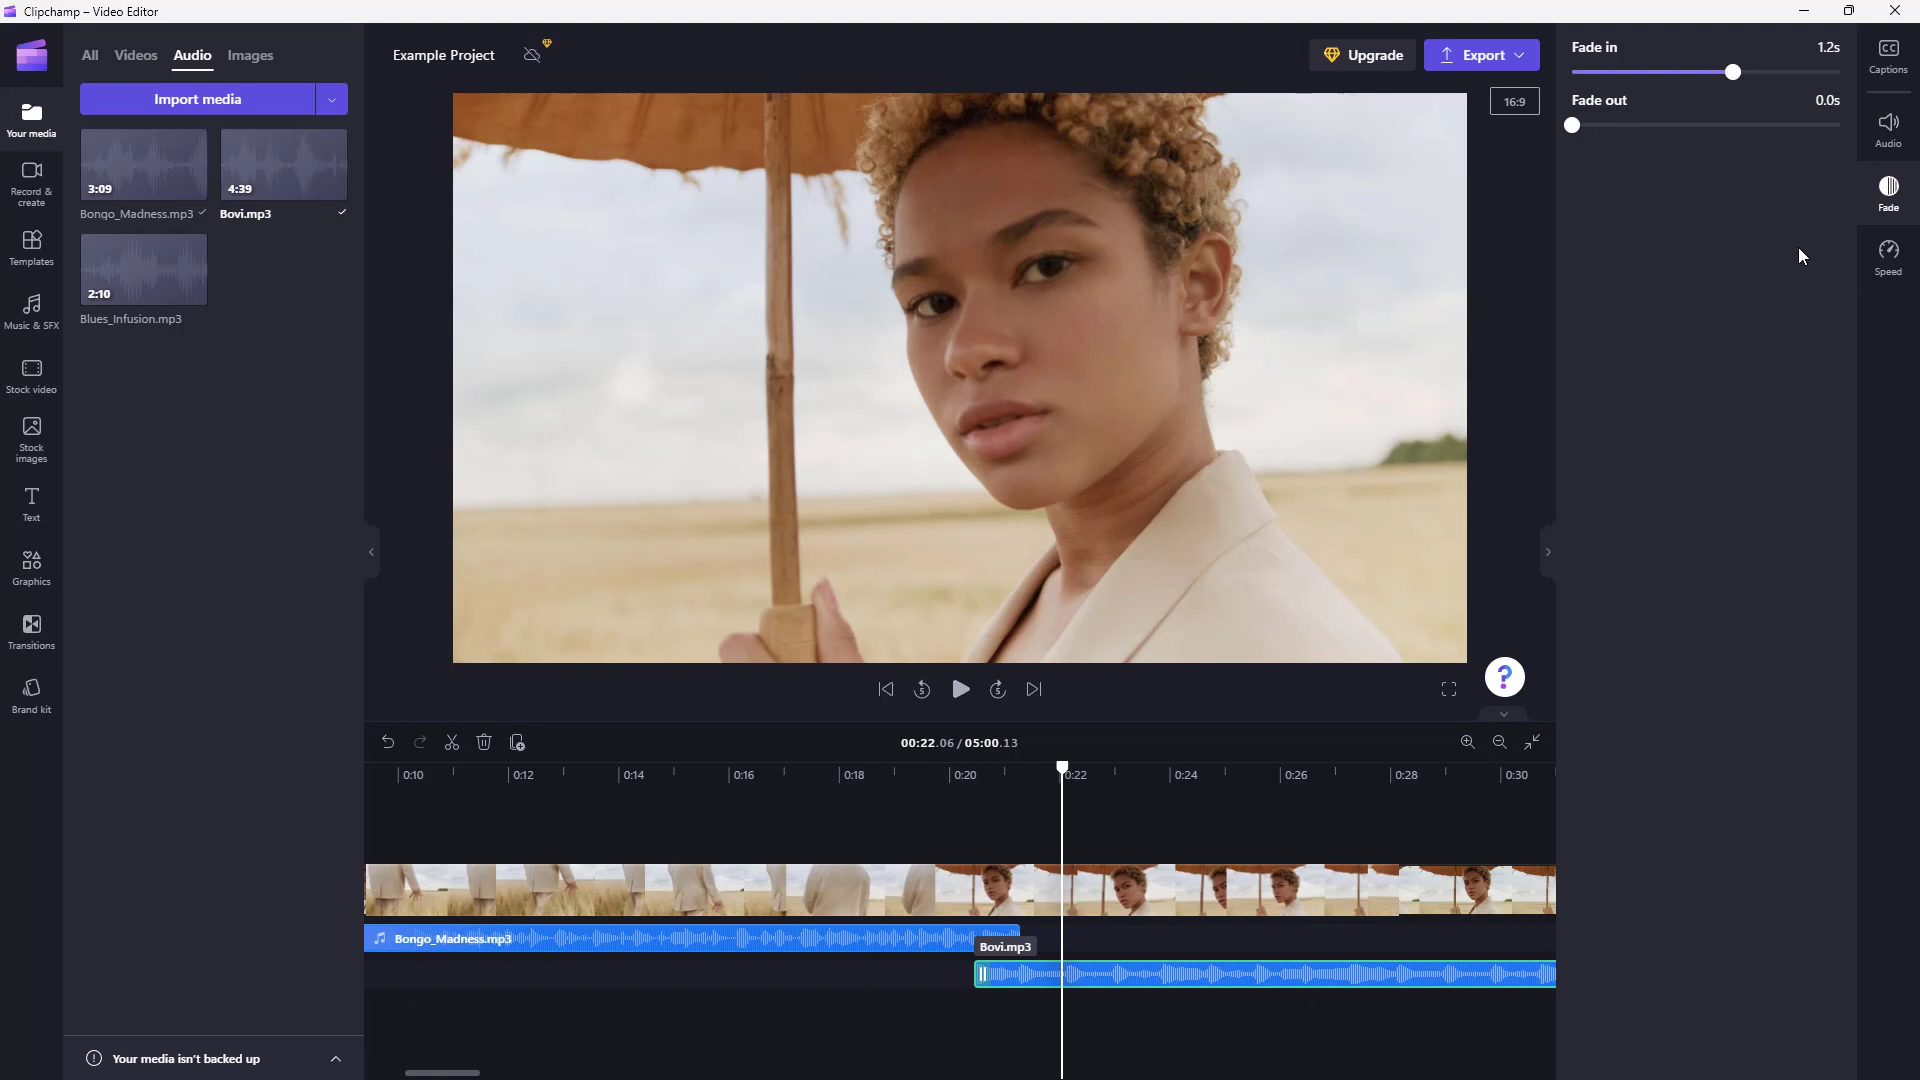 Clipchamp – Video Editor
All Videos Audio Images
Import media
Your media
Record & create
Templates
Music & SFX
Stock video
Stock images
Text
Graphics
Transitions
Brand kit
3:09
Bongo_Madness.mp3
4:39
Bovi.mp3
2:10
Blues_Infusion.mp3
Your media isn't backed up
Example Project
Upgrade
Export
16:9
?
5
5
00:22.06 / 05:00.13
0:10 0:12 0:14 0:16 0:18 0:20 0:22 0:24 0:26 0:28 0:30
Bongo_Madness.mp3
Bovi.mp3
Fade in 1.2s
Fade out 0.0s
CC
Captions
Audio
Fade
Speed